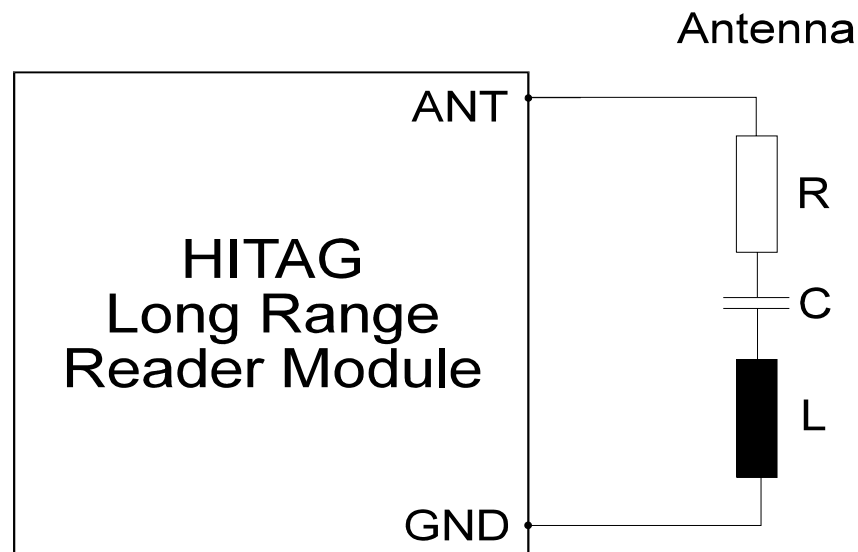 Antenna
ANT
R
HITAG
Long Range
Reader Module
C
L
GND